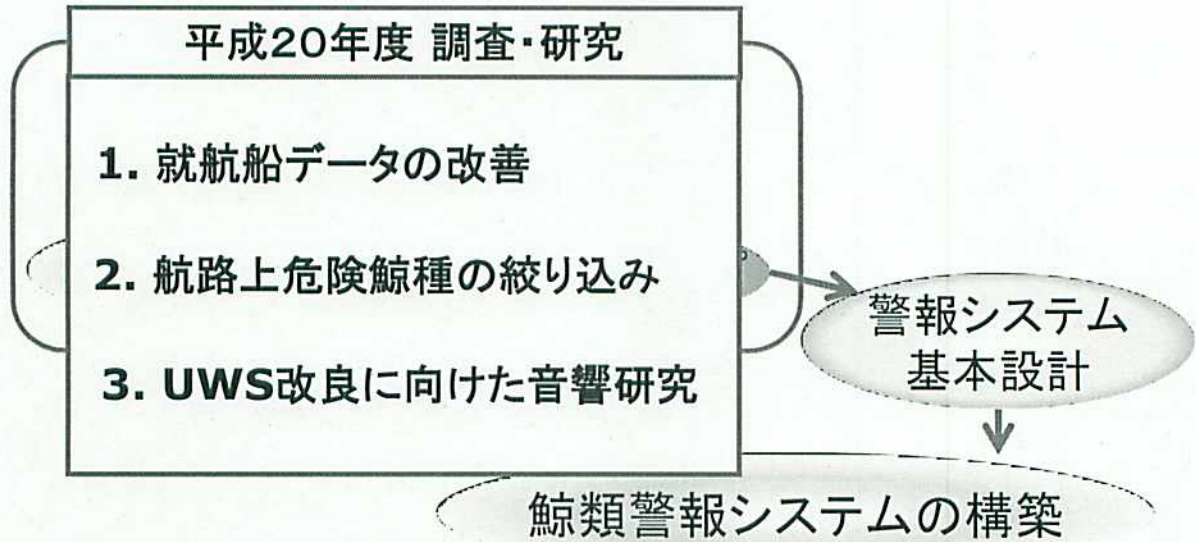 平成20年度 調査・研究
1. 就航船データの改善
2. 航路上危険鯨種の絞り込み
3. UWS改良に向けた音響研究
警報システム
基本設計
鯨類警報システムの構築